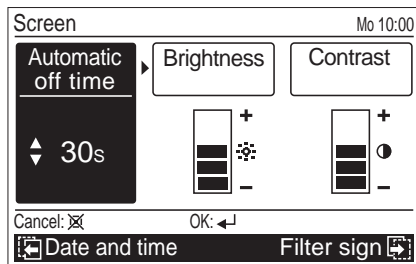 Screen Mo 10:00
Automatic off time
Brightness
Contrast
30s
+ +
− −
Cancel: OK:
Date and time Filter sign